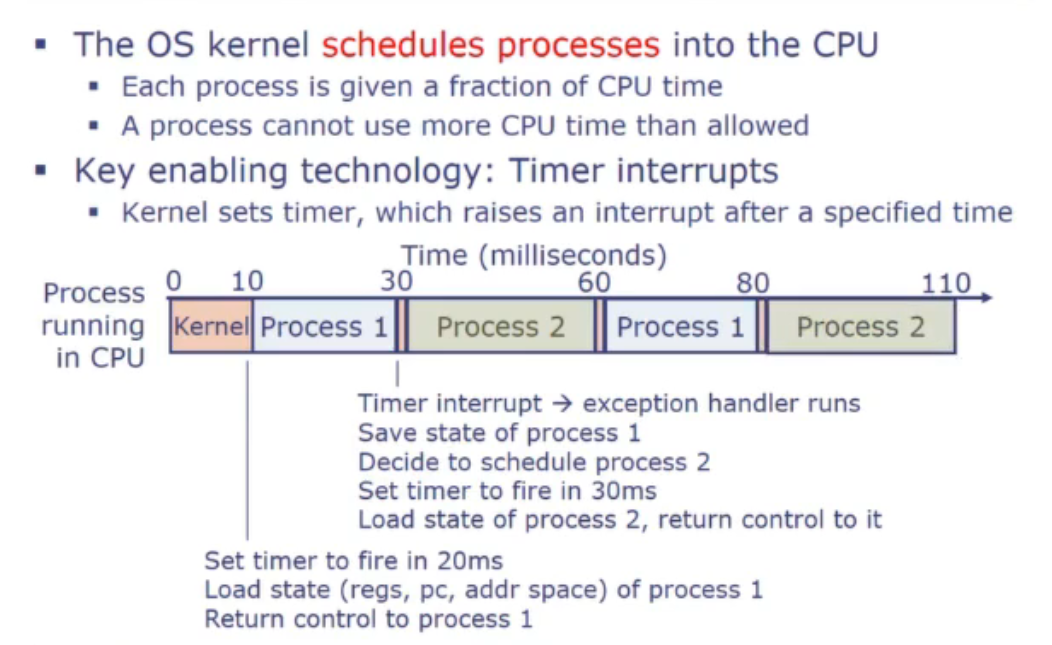 ▪ The OS kernel schedules processes into the CPU
▪ Each process is given a fraction of CPU time
▪ A process cannot use more CPU time than allowed
▪ Key enabling technology: Timer interrupts
▪ Kernel sets timer, which raises an interrupt after a specified time
Time (milliseconds)
0 10 30 60 80 110
Process running in CPU
Kernel Process 1 Process 2 Process 1 Process 2
Timer interrupt → exception handler runs
Save state of process 1
Decide to schedule process 2
Set timer to fire in 30ms
Load state of process 2, return control to it
Set timer to fire in 20ms
Load state (regs, pc, addr space) of process 1
Return control to process 1